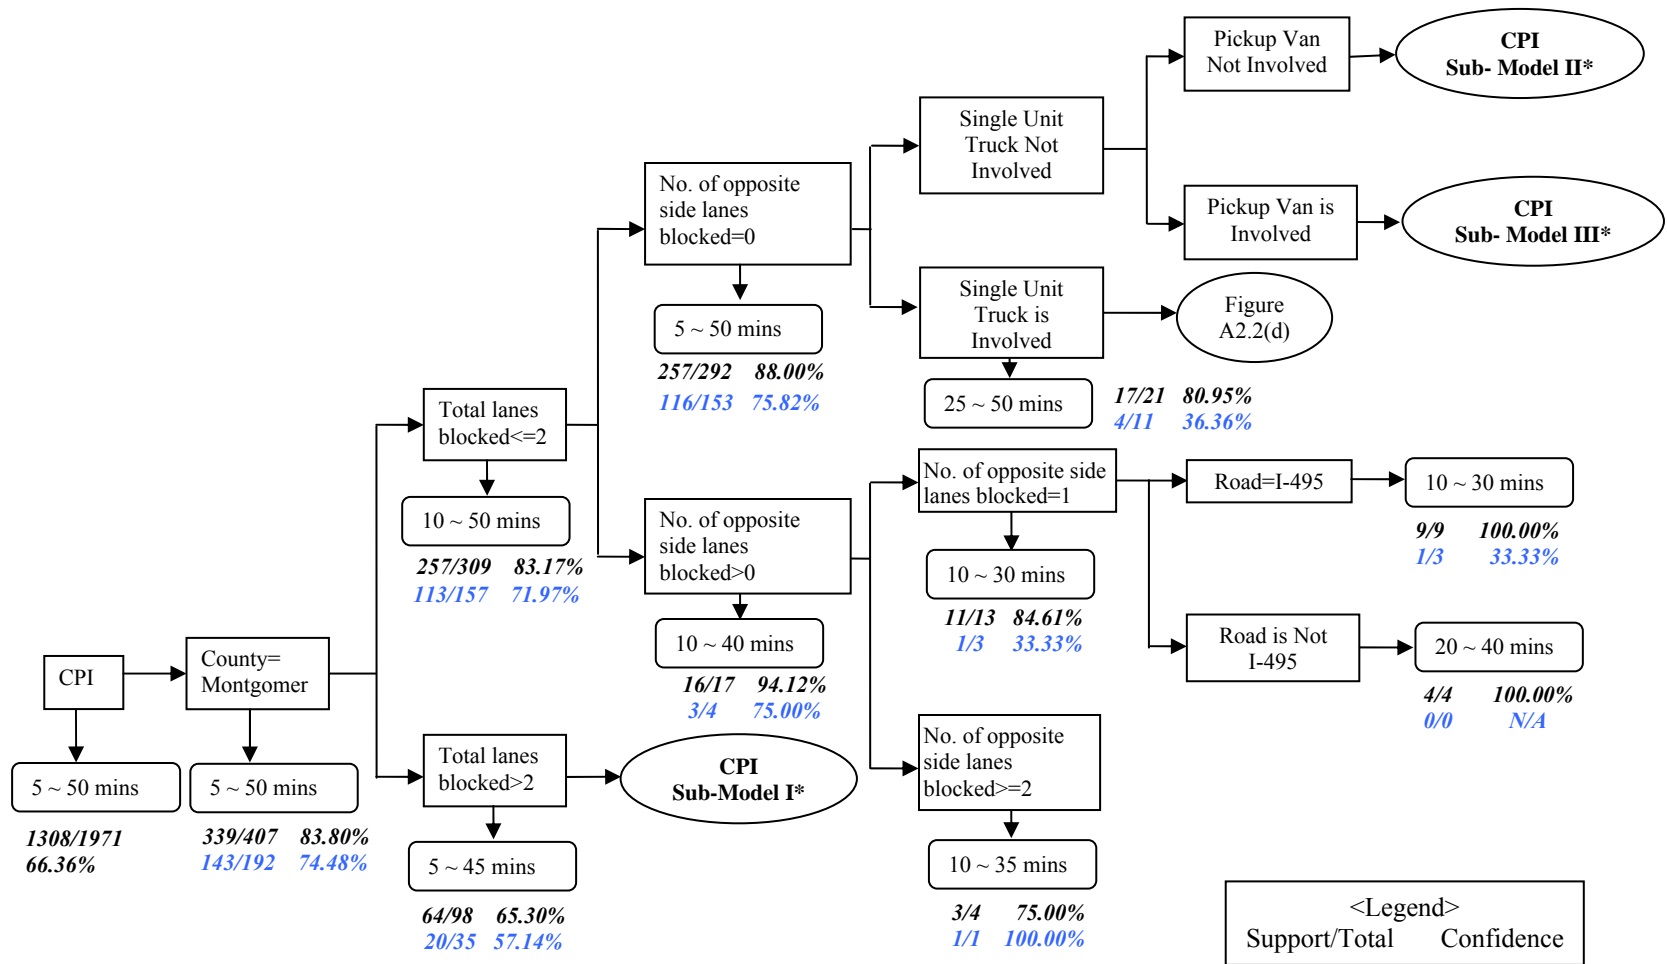 CPI
5 ~ 50 mins
1308/1971
66.36%
County=
Montgomer
5 ~ 50 mins
339/407 83.80%
143/192 74.48%
Total lanes
blocked<=2
10 ~ 50 mins
257/309 83.17%
113/157 71.97%
Total lanes
blocked>2
5 ~ 45 mins
64/98 65.30%
20/35 57.14%
CPI
Sub-Model I*
No. of opposite
side lanes
blocked=0
5 ~ 50 mins
257/292 88.00%
116/153 75.82%
No. of opposite
side lanes
blocked>0
10 ~ 40 mins
16/17 94.12%
3/4 75.00%
Single Unit
Truck Not
Involved
Single Unit
Truck is
Involved
25 ~ 50 mins
17/21 80.95%
4/11 36.36%
Pickup Van
Not Involved
CPI
Sub- Model II*
Pickup Van is
Involved
CPI
Sub- Model III*
Figure
A2.2(d)
No. of opposite side
lanes blocked=1
10 ~ 30 mins
11/13 84.61%
1/3 33.33%
Road=I-495
10 ~ 30 mins
9/9 100.00%
1/3 33.33%
Road is Not
I-495
20 ~ 40 mins
4/4 100.00%
0/0 N/A
No. of opposite
side lanes
blocked>=2
10 ~ 35 mins
3/4 75.00%
1/1 100.00%
<Legend>
Support/Total Confidence